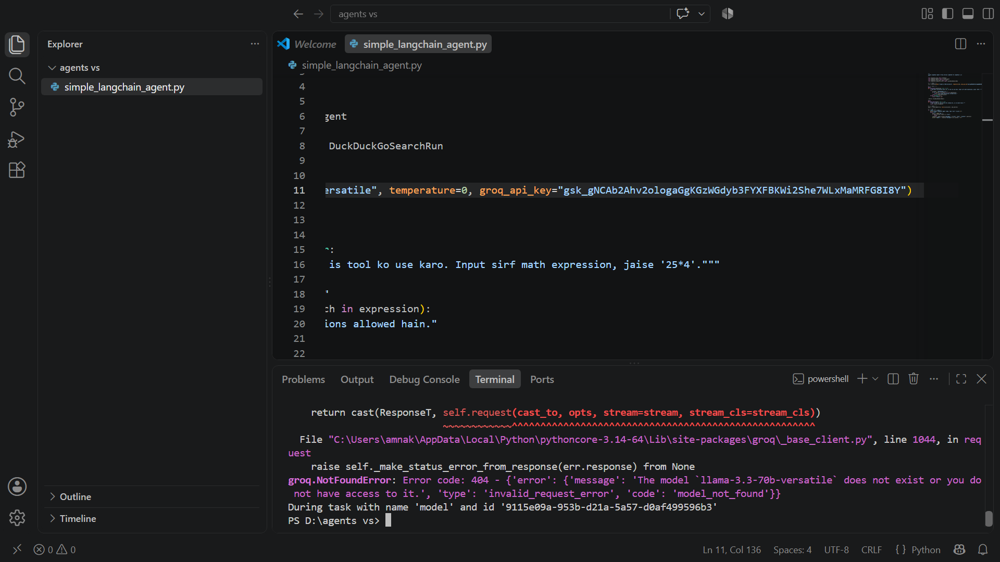 agents vs
Explorer
agents vs
simple_langchain_agent.py
Outline
Timeline
Welcome
simple_langchain_agent.py
simple_langchain_agent.py
4
5
6 gent
7
8 DuckDuckGoSearchRun
9
10
11 ersatile", temperature=0, groq_api_key="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")
12
13
14
15 :
16 is tool ko use karo. Input sirf math expression, jaise '25*4'."""
17
18 "
19 ch in expression):
20 ions allowed hain."
21
22
Problems Output Debug Console Terminal Ports
powershell
return cast(ResponseT, self.request(cast_to, opts, stream=stream, stream_cls=stream_cls))
~~~~~~~~~~~~^^^^^^^^^^^^^^^^^^^^^^^^^^^^^^^^^^^^^^^^^^^^^^^^^^^^^^^^^
File "C:\Users\amnak\AppData\Local\Python\pythoncore-3.14-64\Lib\site-packages\groq\_base_client.py", line 1044, in req
uest
raise self._make_status_error_from_response(err.response) from None
groq.NotFoundError: Error code: 404 - {'error': {'message': 'The model `llama-3.3-70b-versatile` does not exist or you do
not have access to it.', 'type': 'invalid_request_error', 'code': 'model_not_found'}}
During task with name 'model' and id '9115e09a-953b-d21a-5a57-d0af499596b3'
PS D:\agents vs>
0 0
Ln 11, Col 136 Spaces: 4 UTF-8 CRLF { } Python